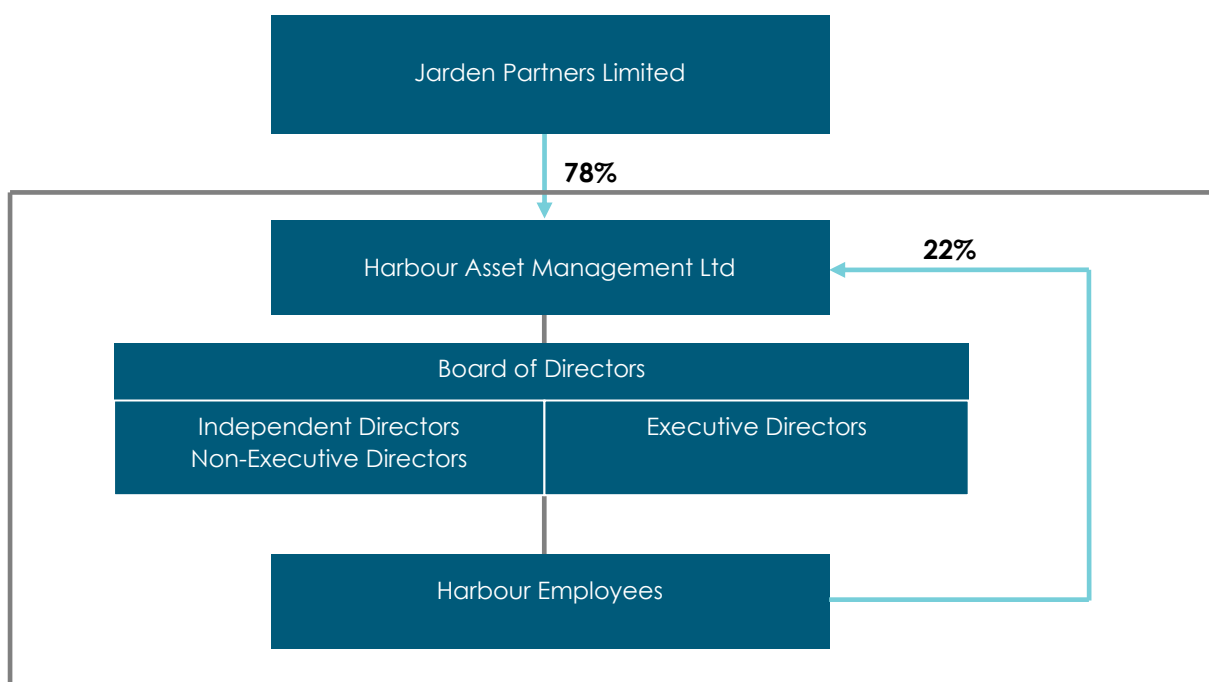 Jarden Partners Limited
78%
Harbour Asset Management Ltd
22%
Board of Directors
Independent Directors
Non-Executive Directors
Executive Directors
Harbour Employees